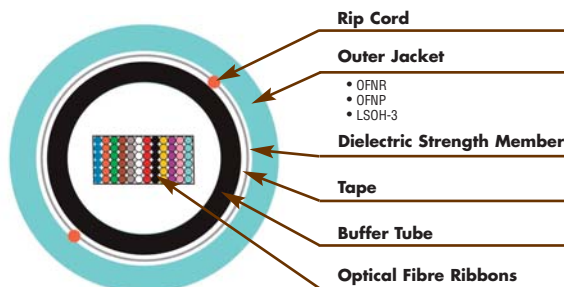 Rip Cord
Outer Jacket
• OFNR
• OFNP
• LSOH-3
Dielectric Strength Member
Tape
Buffer Tube
Optical Fibre Ribbons